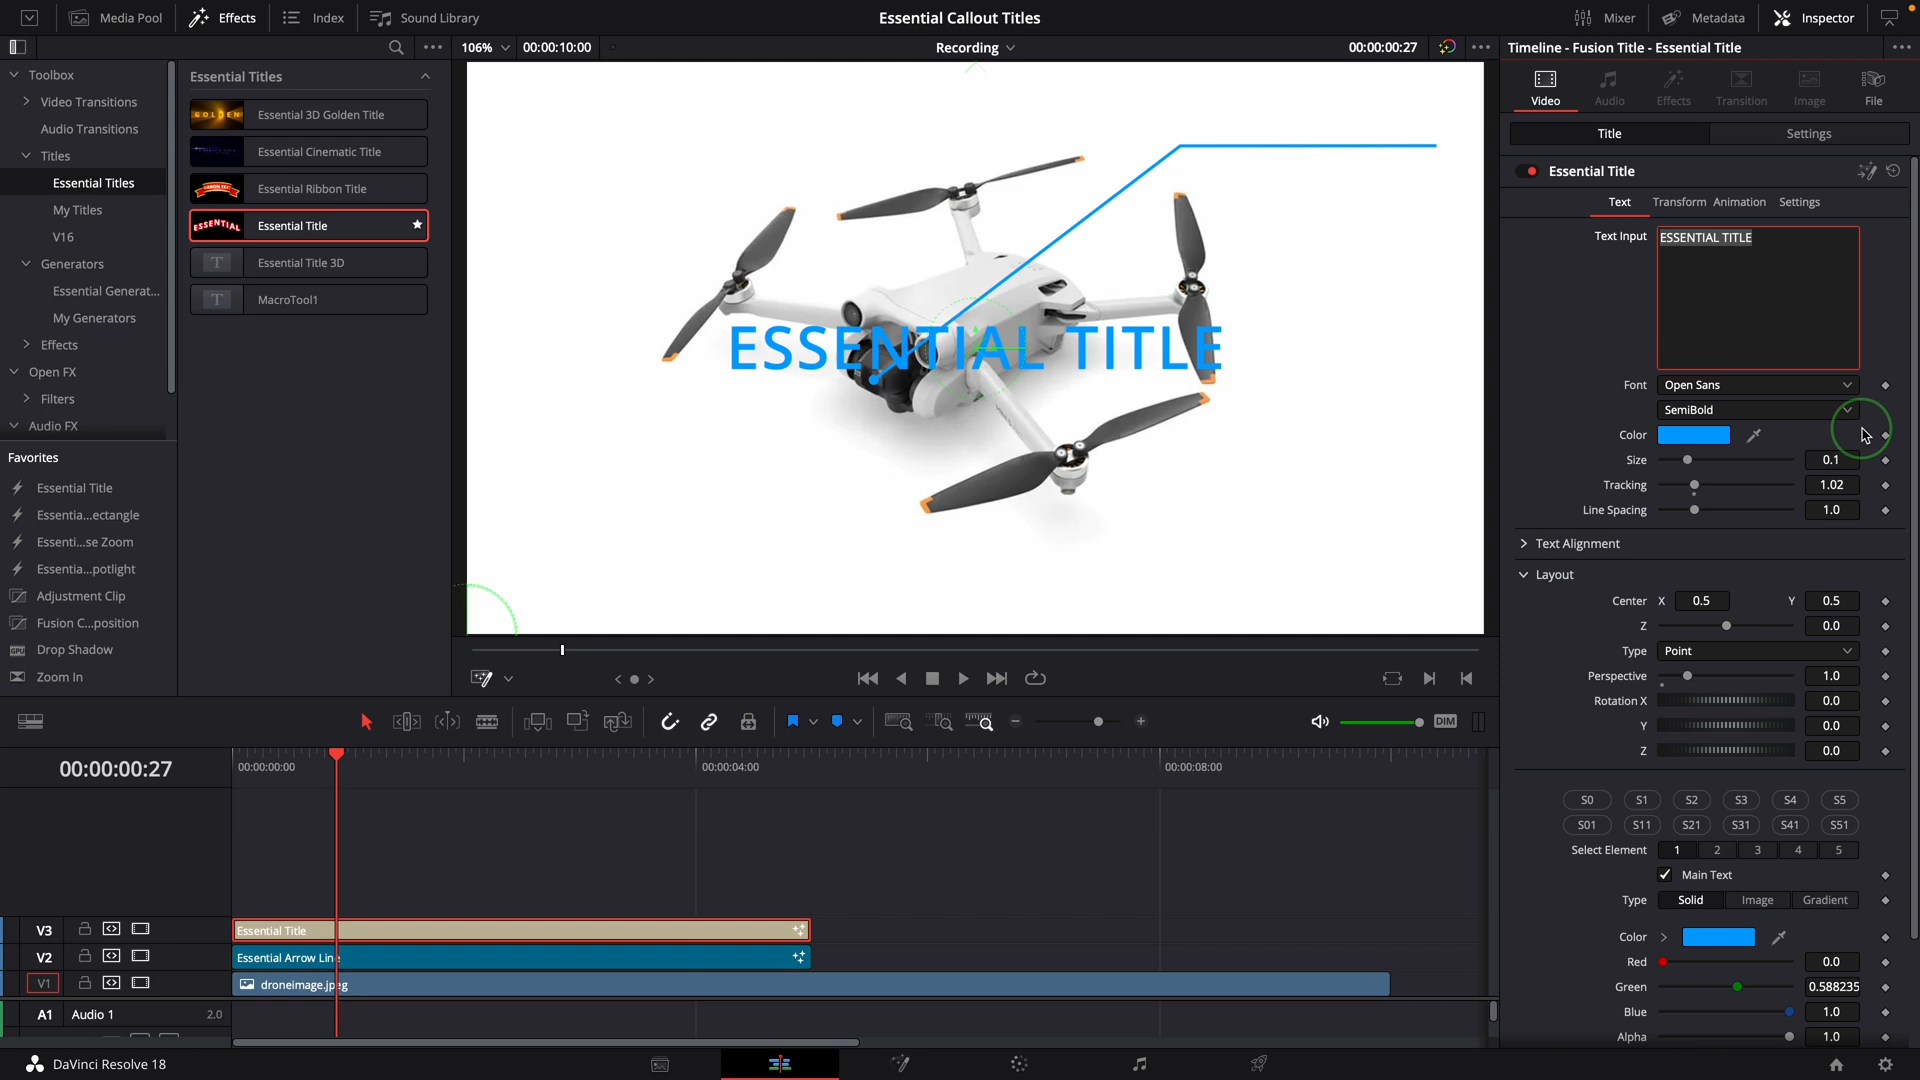 Media Pool
Effects
Index
Sound Library
Essential Callout Titles
Mixer
Metadata
Inspector
106%
00:00:10:00
Recording
00:00:00:27
Timeline - Fusion Title - Essential Title
Toolbox
Video Transitions
Audio Transitions
Titles
Essential Titles
My Titles
V16
Generators
Essential Generat...
My Generators
Effects
Open FX
Filters
Audio FX
Favorites
Essential Title
Essentia...ectangle
Essenti...se Zoom
Essentia...potlight
Adjustment Clip
Fusion C...position
Drop Shadow
Zoom In
Essential Titles
GOLDEN
Essential 3D Golden Title
Essential Cinematic Title
RIBBON TEXT
Essential Ribbon Title
ESSENTIAL
Essential Title
T
Essential Title 3D
T
MacroTool1
ESSENTIAL TITLE
Video
Audio
Effects
Transition
Image
File
Title
Settings
Essential Title
Text
Transform
Animation
Settings
Text Input
ESSENTIAL TITLE
Font
Open Sans
SemiBold
Color
Size
0.1
Tracking
1.02
Line Spacing
1.0
Text Alignment
Layout
Center X 0.5 Y 0.5
Z 0.0
Type Point
Perspective 1.0
Rotation X 0.0
Y 0.0
Z 0.0
S0 S1 S2 S3 S4 S5
S01 S11 S21 S31 S41 S51
Select Element 1 2 3 4 5
Main Text
Type Solid Image Gradient
Color
Red 0.0
Green 0.588235
Blue 1.0
Alpha 1.0
DIM
00:00:00:27
00:00:00:00
00:00:04:00
00:00:08:00
V3
Essential Title
V2
Essential Arrow Line
V1
droneimage.jpeg
A1
Audio 1
2.0
DaVinci Resolve 18